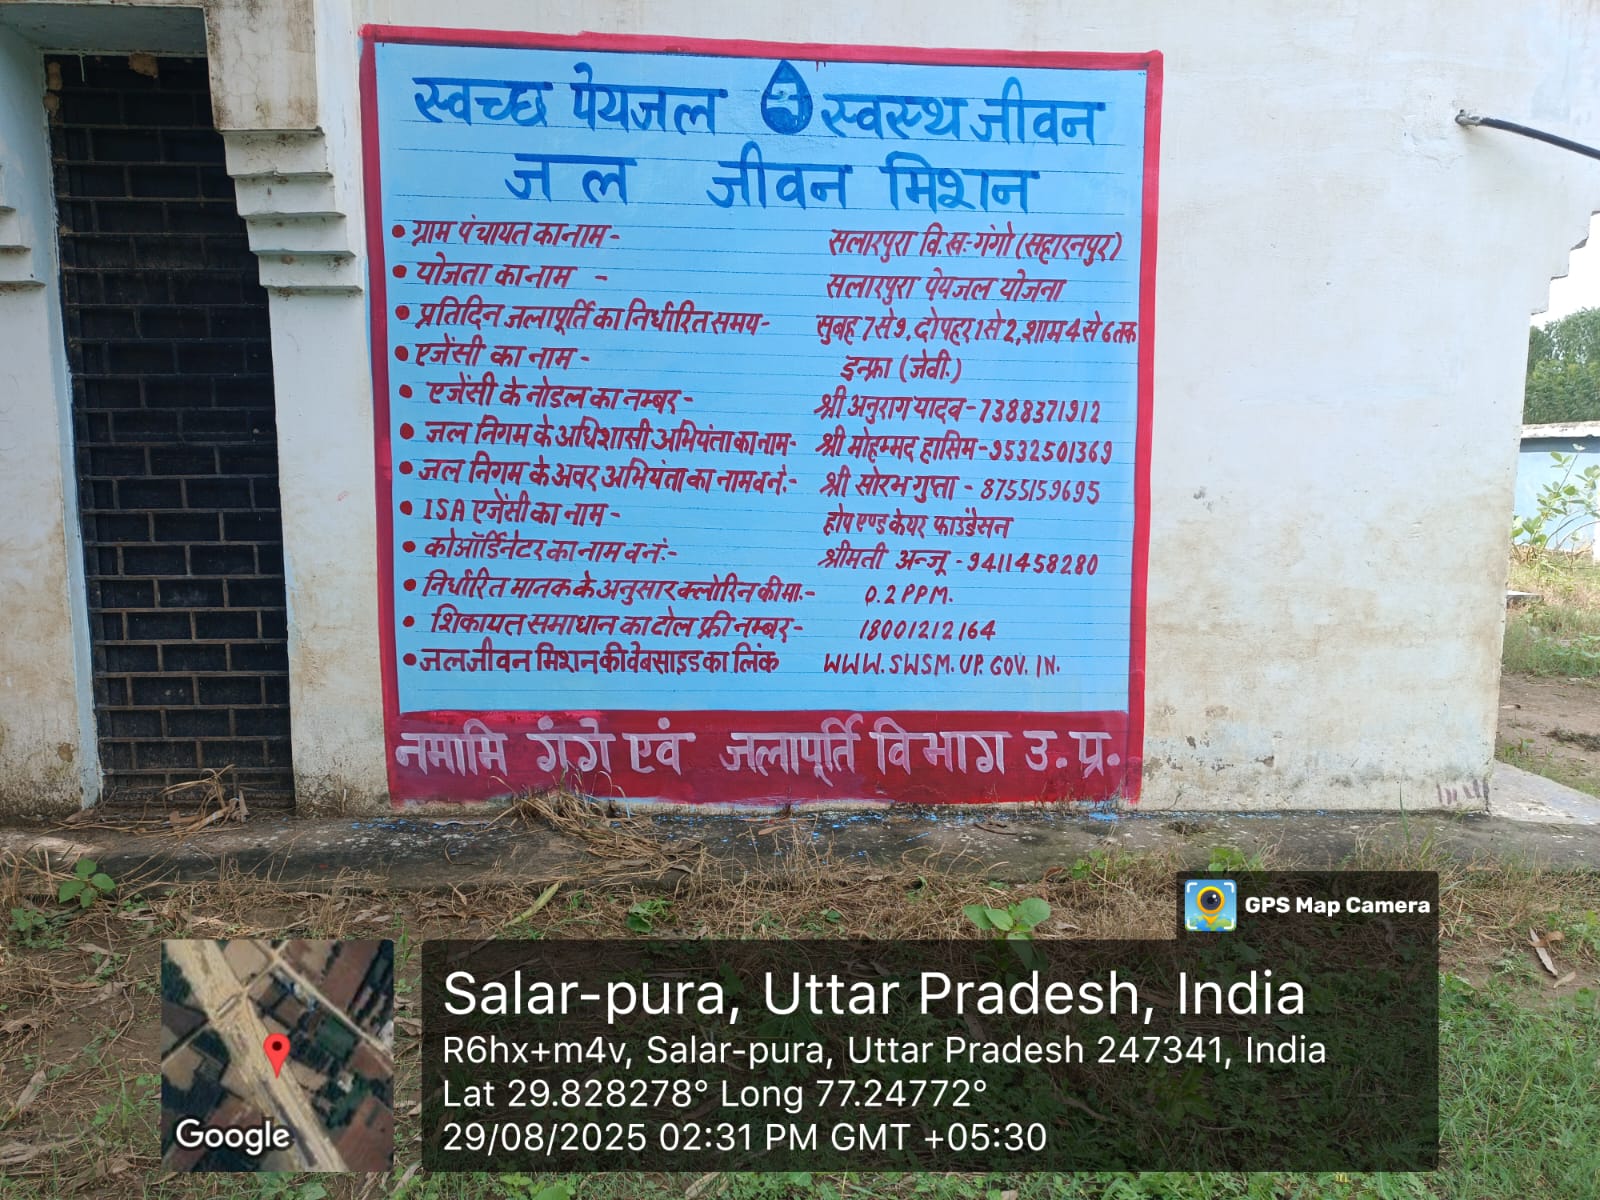 स्वच्छ पेयजल स्वस्थ जीवन
जल जीवन मिशन
• ग्राम पंचायत का नाम - सलारपुरा वि.ख:- गंगो (सहारनपुर)
• योजना का नाम - सलारपुरा पेयजल योजना
• प्रतिदिन जलापूर्ति का निर्धारित समय- सुबह 7 से 9, दोपहर 1 से 2, शाम 4 से 6 तक
• एजेंसी का नाम - इन्फ्रा (जेवी.)
• एजेंसी के नोडल का नम्बर - श्री अनुराग यादव - 7388371912
• जल निगम के अधिशासी अभियंता का नाम- श्री मोहम्मद हासिम - 9532501369
• जल निगम के अवर अभियंता का नाम व नं:- श्री सोरभ गुप्ता - 8755159695
• ISA एजेंसी का नाम - होप एण्ड केयर फाउंडेसन
• कोऑर्डिनेटर का नाम व नं:- श्रीमती अन्जू - 9411458280
• निर्धारित मानक के अनुसार क्लोरिन की मा.- 0.2 PPM.
• शिकायत समाधान का टोल फ्री नम्बर - 18001212164
• जल जीवन मिशन की वेबसाइड का लिंक WWW.SWSM.UP.GOV.IN.
नमामि गंगे एवं जलापूर्ति विभाग उ.प्र.
GPS Map Camera
Salar-pura, Uttar Pradesh, India
R6hx+m4v, Salar-pura, Uttar Pradesh 247341, India
Lat 29.828278° Long 77.24772°
29/08/2025 02:31 PM GMT +05:30
Google